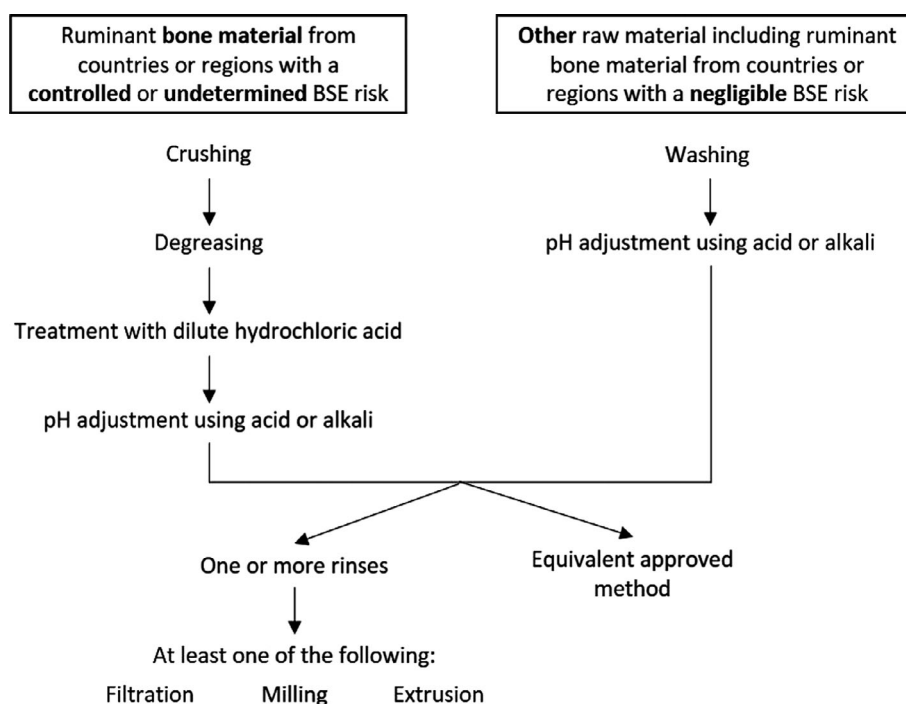 Ruminant bone material from
countries or regions with a
controlled or undetermined BSE risk
Other raw material including ruminant
bone material from countries or
regions with a negligible BSE risk
Crushing
Washing
Degreasing
pH adjustment using acid or alkali
Treatment with dilute hydrochloric acid
pH adjustment using acid or alkali
One or more rinses
Equivalent approved
method
At least one of the following:
Filtration Milling Extrusion